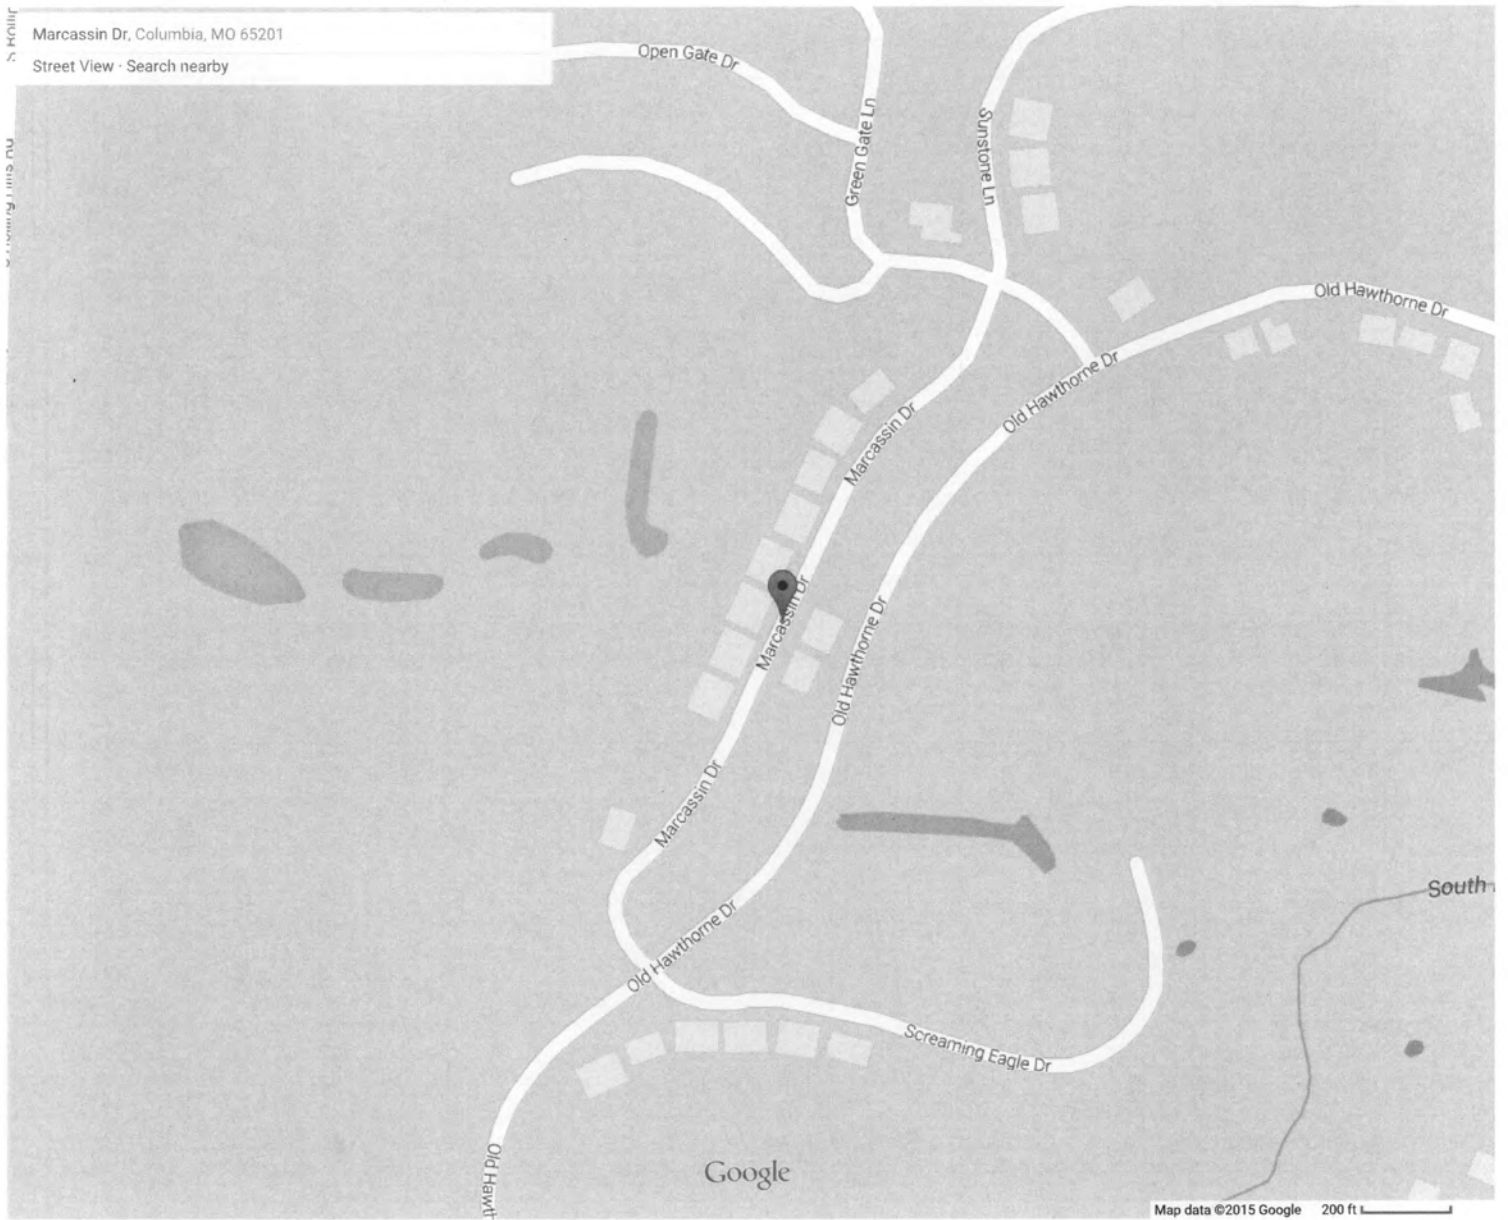 Marcassin Dr, Columbia, MO 65201
Street View · Search nearby
Open Gate Dr
Green Gate Ln
Sunstone Ln
Old Hawthorne Dr
Old Hawthorne Dr
Marcassin Dr
Marcassin Dr
Old Hawthorne Dr
Marcassin Dr
South
Old Hawthorne Dr
Screaming Eagle Dr
Old Hawt
Google
Map data ©2015 Google 200 ft